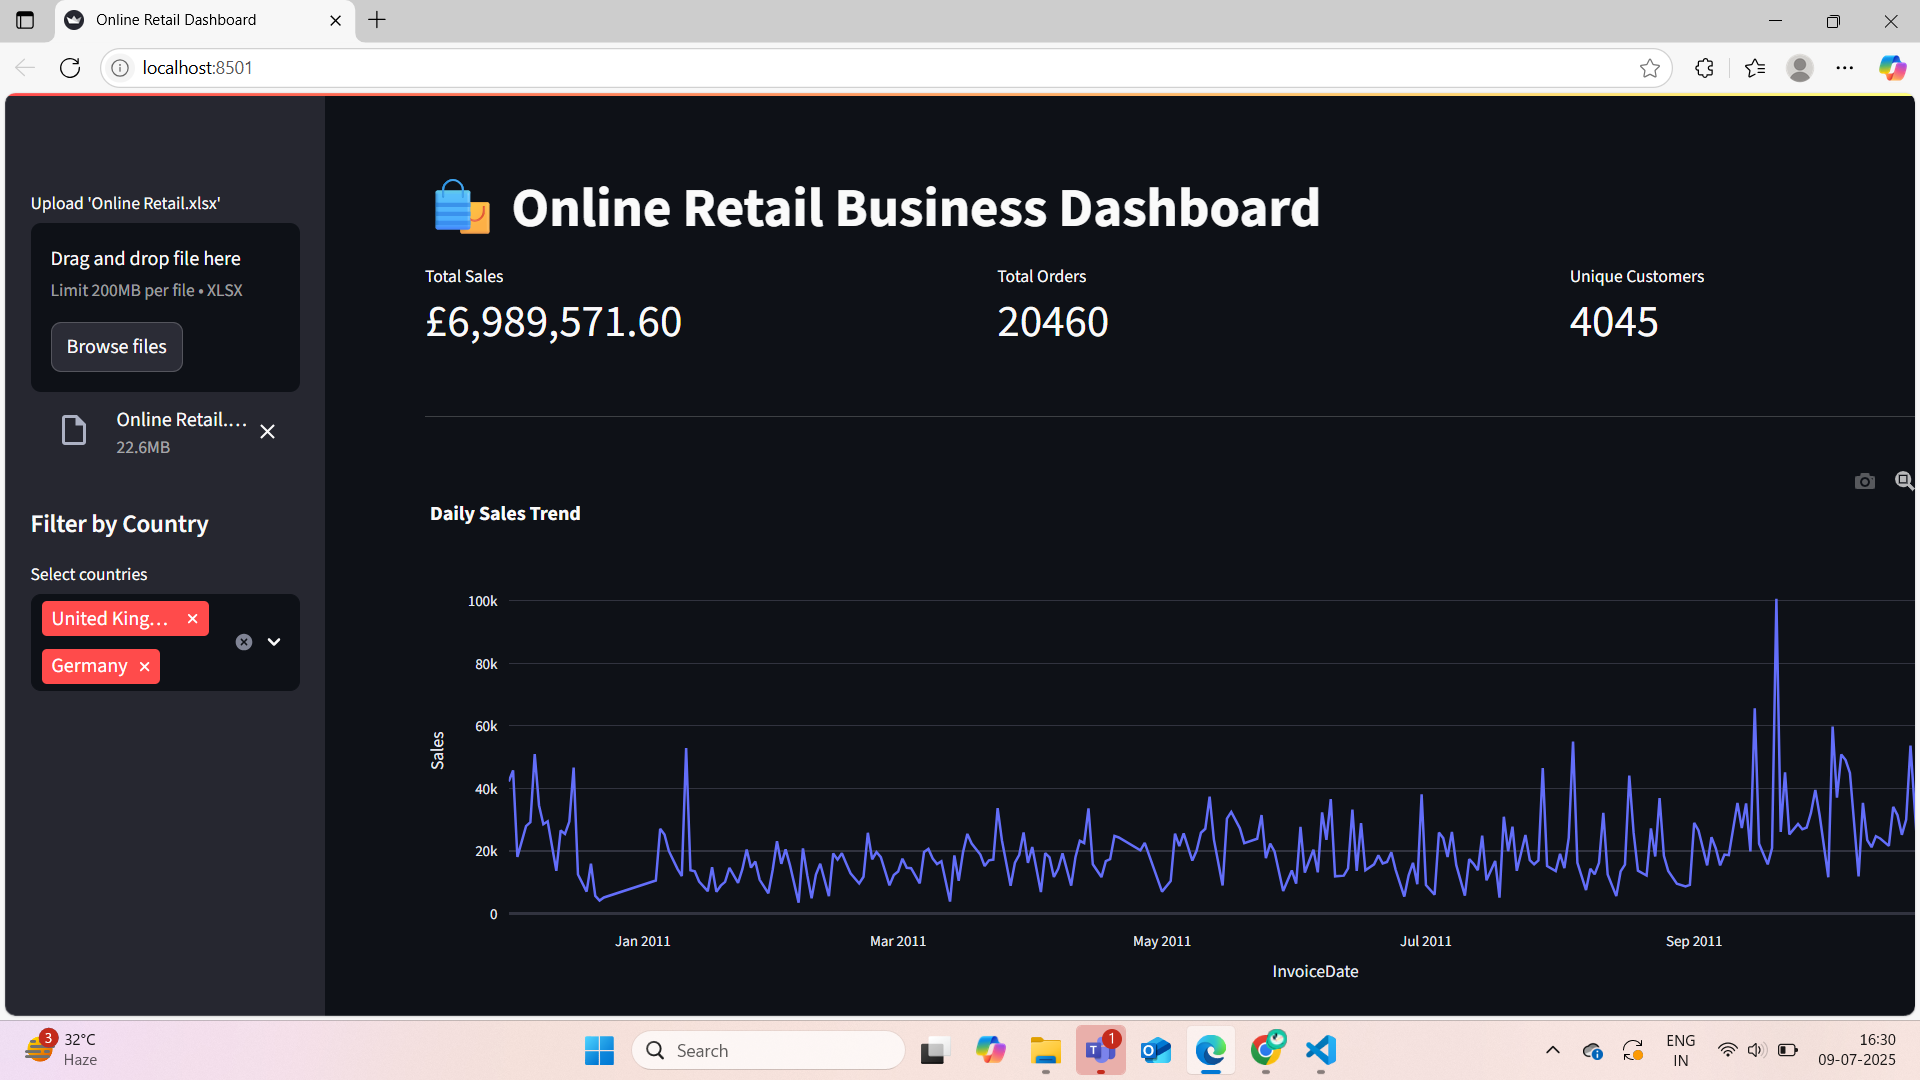 Online Retail Dashboard
localhost:8501
Upload 'Online Retail.xlsx'
Drag and drop file here
Limit 200MB per file • XLSX
Browse files
Online Retail....
22.6MB
Filter by Country
Select countries
United King...
Germany
Online Retail Business Dashboard
Total Sales
£6,989,571.60
Total Orders
20460
Unique Customers
4045
Daily Sales Trend
100k
80k
60k
40k
20k
0
Sales
Jan 2011
Mar 2011
May 2011
Jul 2011
Sep 2011
InvoiceDate
3
32°C
Haze
Search
1
ENG
IN
16:30
09-07-2025